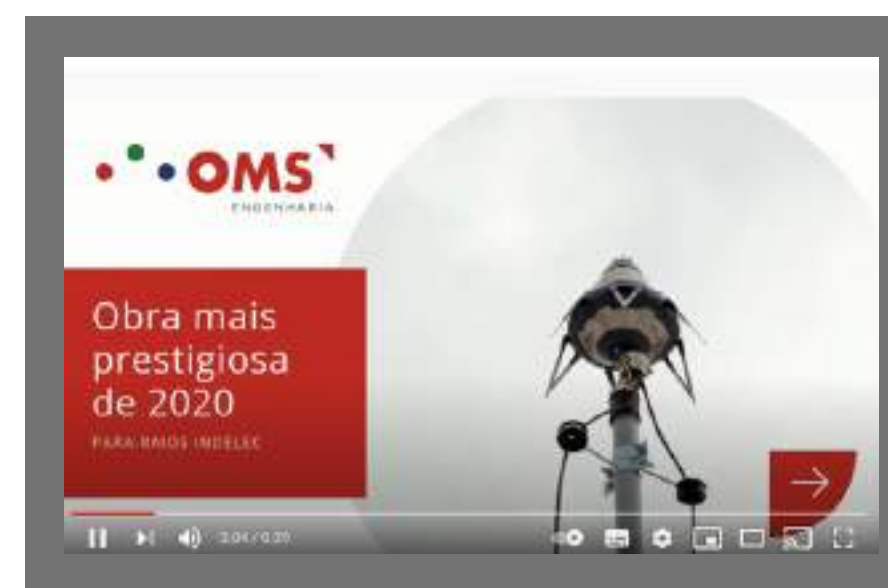 OMS
ENGENHARIA
Obra mais
prestigiosa
de 2020
PARA-RAIOS INDELEC